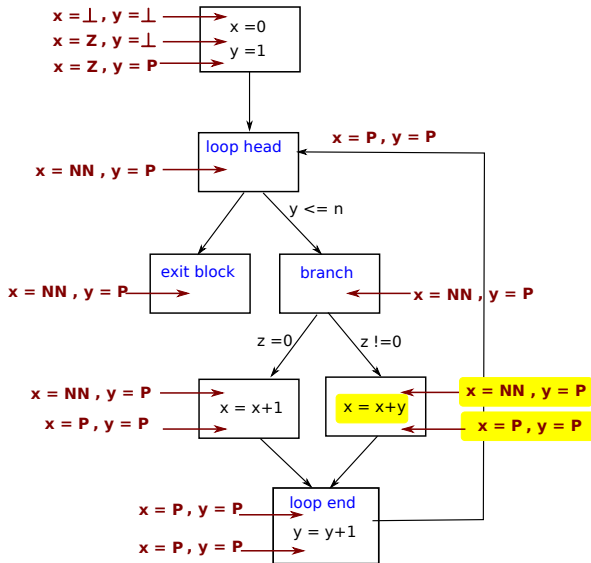 x =⊥ , y =⊥
x =0
x = Z, y =⊥
y =1
x = Z, y = P
x = P, y = P
loop head
x = NN , y = P
y <= n
exit block
branch
x = NN , y = P
x = NN , y = P
z =0
z !=0
x = NN , y = P
x = NN , y = P
x = x+1
x = x+y
x = P , y = P
x = P , y = P
loop end
x = P , y = P
y = y+1
x = P , y = P